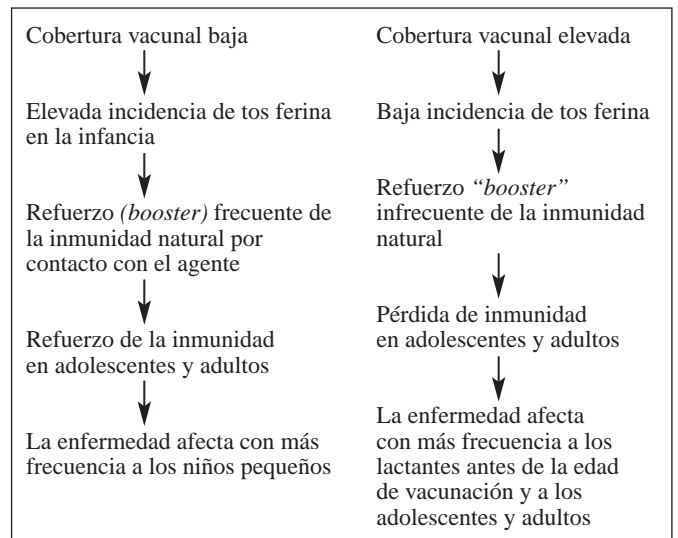 Cobertura vacunal baja
Elevada incidencia de tos ferina
en la infancia
Refuerzo (booster) frecuente de
la inmunidad natural por
contacto con el agente
Refuerzo de la inmunidad
en adolescentes y adultos
La enfermedad afecta con más
frecuencia a los niños pequeños
Cobertura vacunal elevada
Baja incidencia de tos ferina
Refuerzo “booster”
infrecuente de la inmunidad
natural
Pérdida de inmunidad
en adolescentes y adultos
La enfermedad afecta
con más frecuencia a los
lactantes antes de la edad
de vacunación y a los
adolescentes y adultos